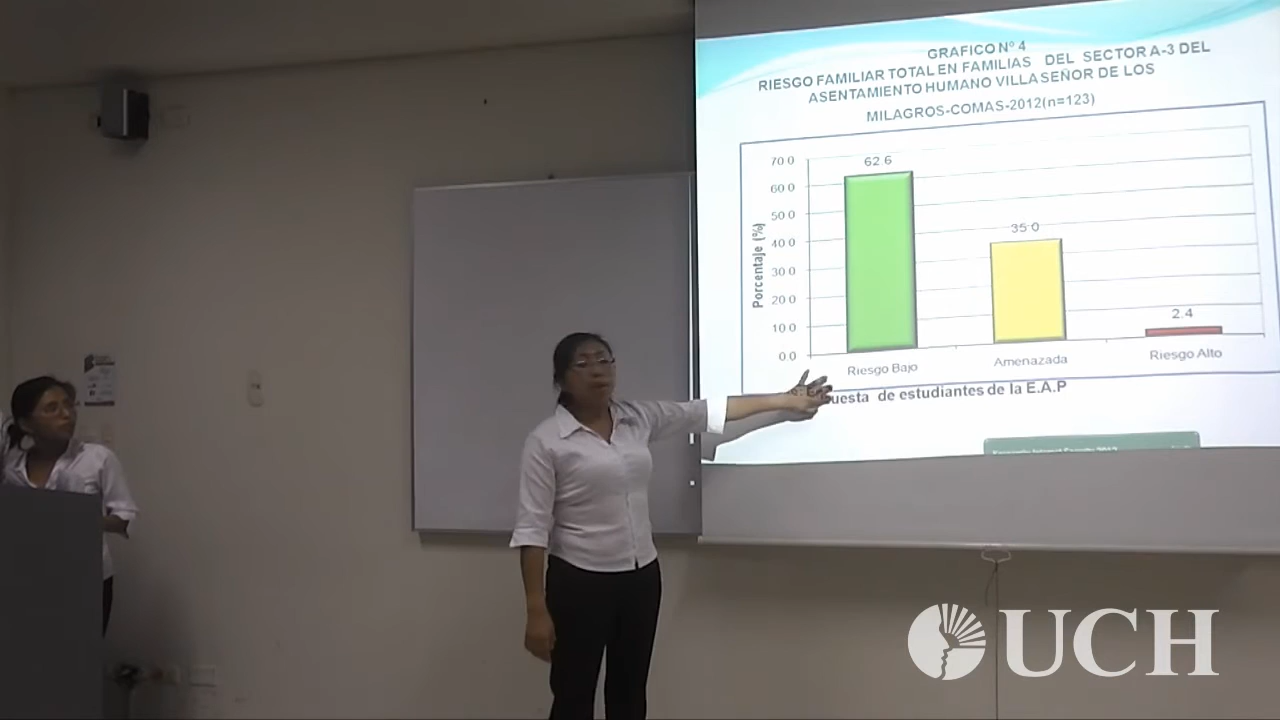 GRAFICO Nº 4
RIESGO FAMILIAR TOTAL EN FAMILIAS DEL SECTOR A-3 DEL
ASENTAMIENTO HUMANO VILLA SEÑOR DE LOS
MILAGROS-COMAS-2012(n=123)
Porcentaje (%)
70 0
60 0
50 0
40 0
30 0
20 0
10 0
0 0
62.6
35 0
2.4
Riesgo Bajo
Amenazada
Riesgo Alto
de estudiantes de la E.A.P
UCH